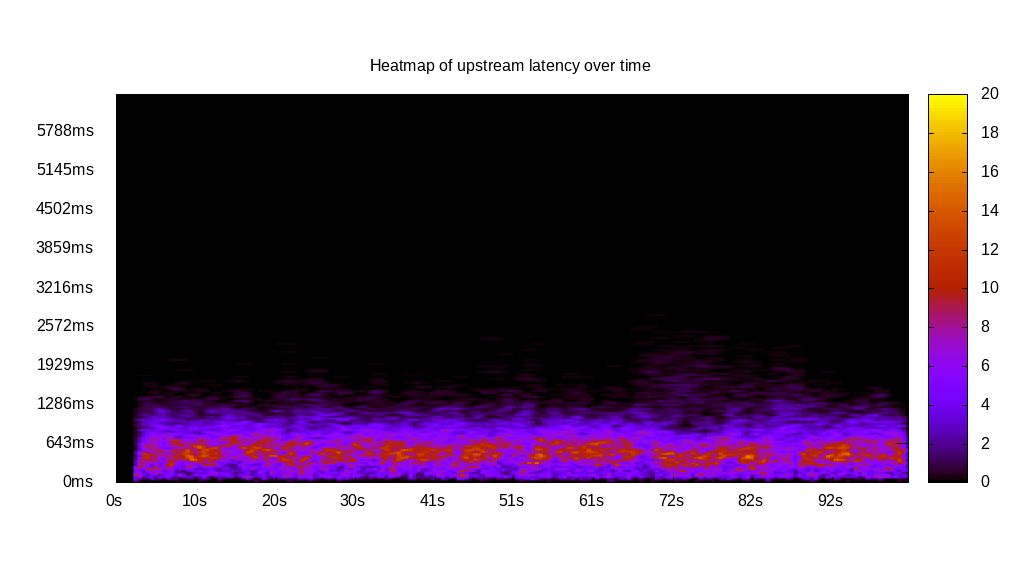 Heatmap of upstream latency over time
5788ms
5145ms
4502ms
3859ms
3216ms
2572ms
1929ms
1286ms
643ms
0ms
0s 10s 20s 30s 41s 51s 61s 72s 82s 92s
20
18
16
14
12
10
8
6
4
2
0